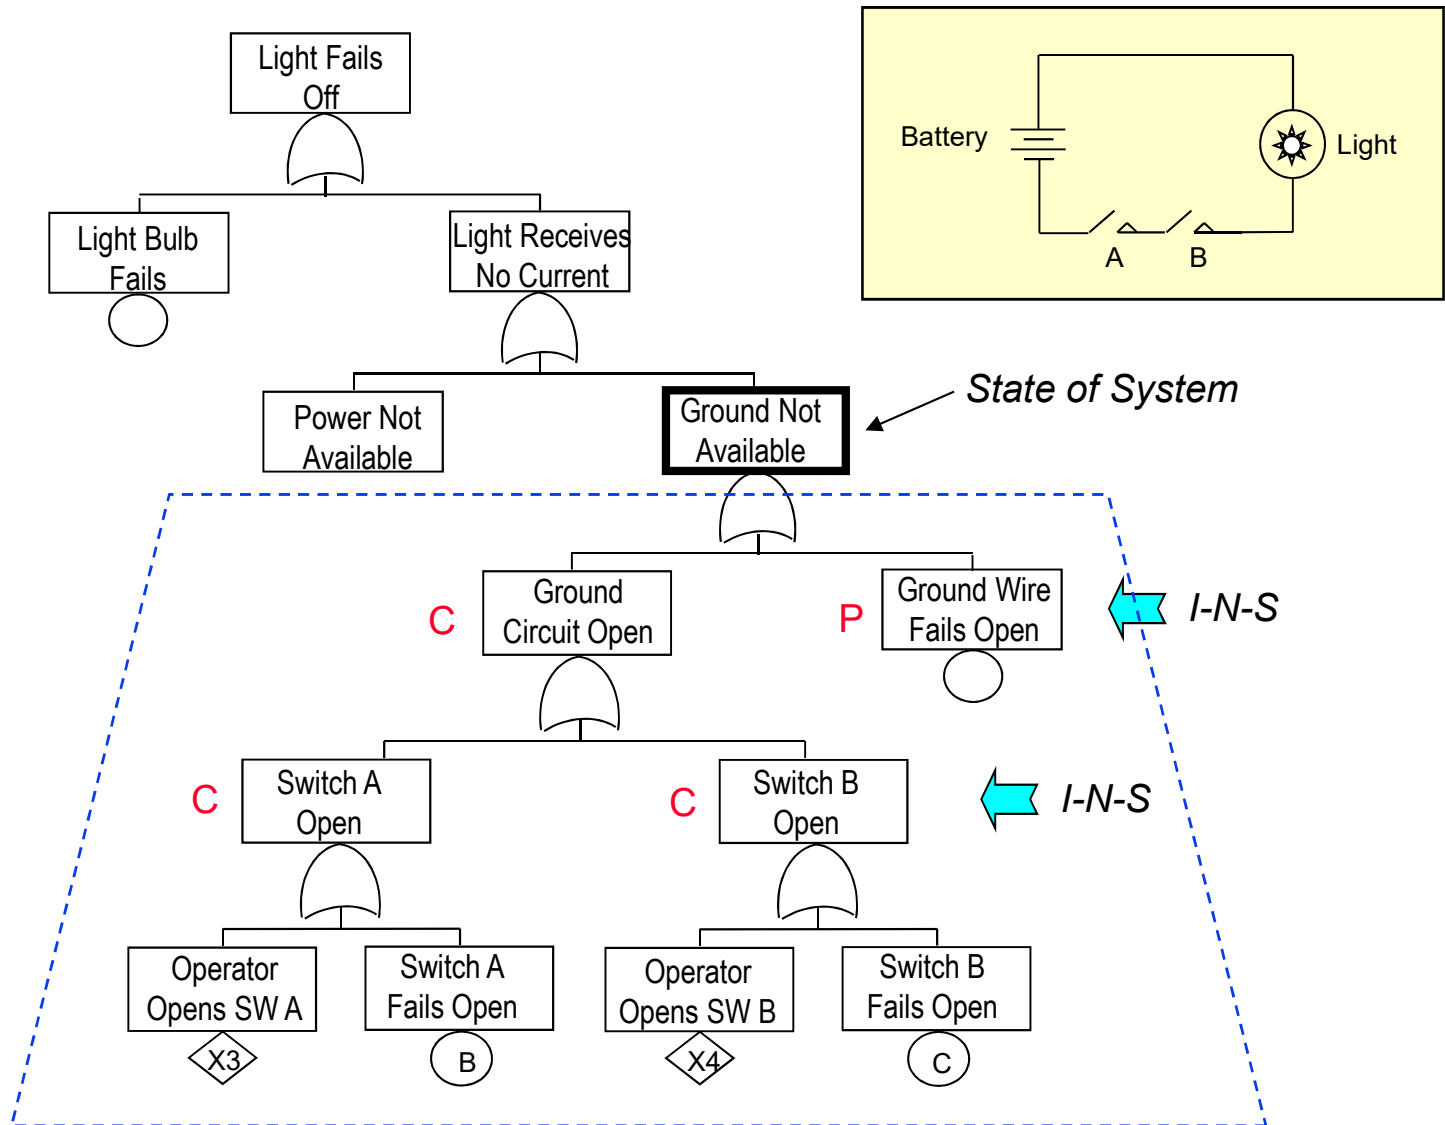 Light Fails
Off
Battery
Light
A
B
Light Bulb
Fails
Light Receives
No Current
State of System
Power Not
Available
Ground Not
Available
C
Ground
Circuit Open
P
Ground Wire
Fails Open
I-N-S
C
Switch A
Open
C
Switch B
Open
I-N-S
Operator
Opens SW A
X3
Switch A
Fails Open
B
Operator
Opens SW B
X4
Switch B
Fails Open
C